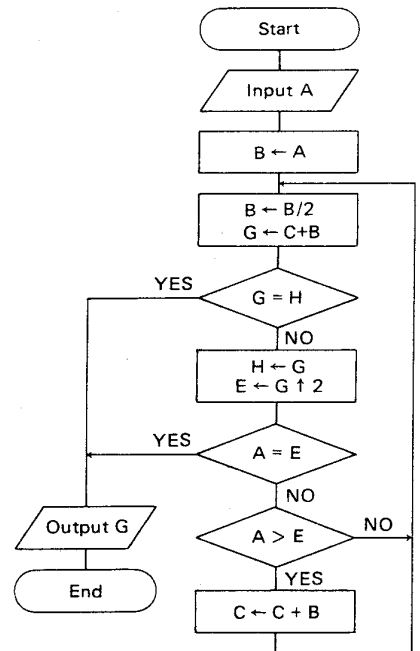 Start
Input A
B ← A
B ← B/2
G ← C+B
YES
G = H
NO
H ← G
E ← G ↑ 2
YES
A = E
NO
Output G
A > E
NO
End
YES
C ← C + B